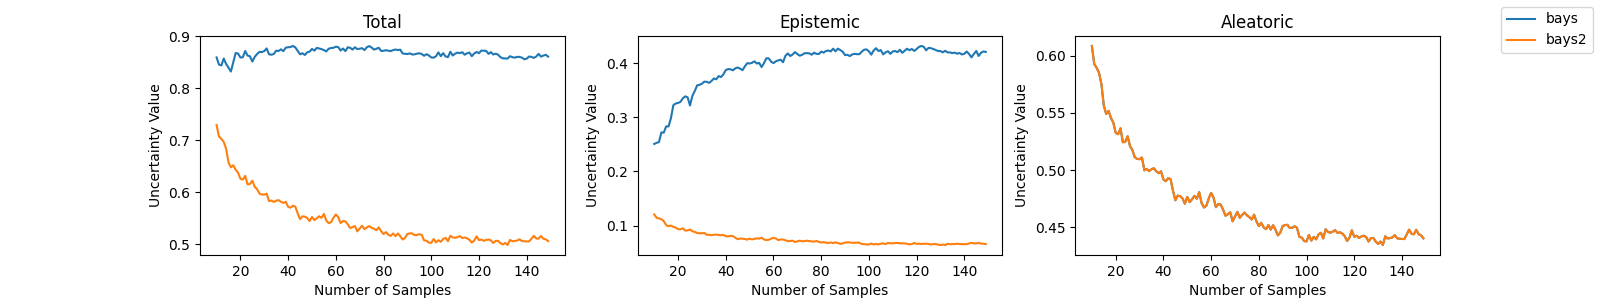 Total
Epistemic
Aleatoric
bays
bays2
Uncertainty Value
0.9
0.8
0.7
0.6
0.5
20 40 60 80 100 120 140
Number of Samples
Uncertainty Value
0.4
0.3
0.2
0.1
20 40 60 80 100 120 140
Number of Samples
Uncertainty Value
0.60
0.55
0.50
0.45
20 40 60 80 100 120 140
Number of Samples